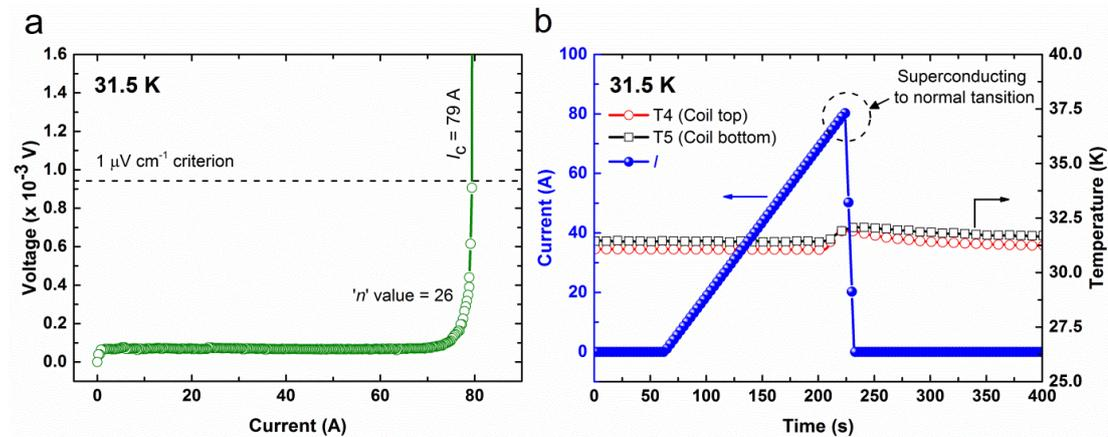 a
31.5 K
1 μV cm⁻¹ criterion
I_C = 79 A
'n' value = 26
Voltage (x 10⁻³ V)
1.6
1.4
1.2
1.0
0.8
0.6
0.4
0.2
0.0
0
20
40
60
80
Current (A)
b
31.5 K
T4 (Coil top)
T5 (Coil bottom)
I
Superconducting
to normal tansition
Current (A)
100
80
60
40
20
0
40.0
37.5
35.0
32.5
30.0
27.5
25.0
Temperature (K)
0
50
100
150
200
250
300
350
400
Time (s)